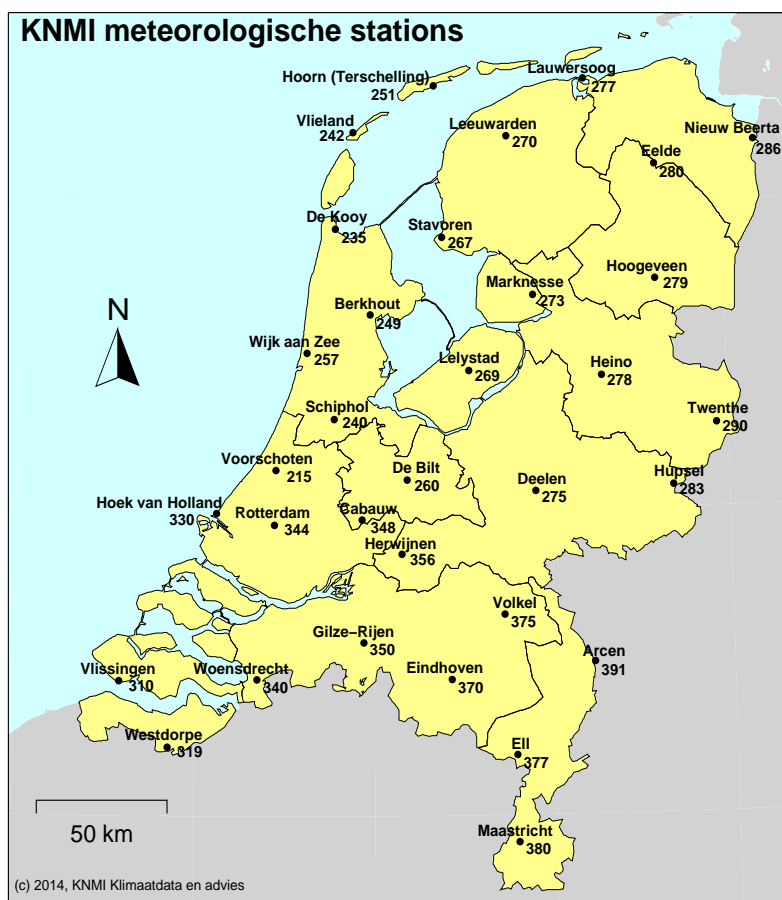 KNMI meteorologische stations
Lauwersoog
277
Hoorn (Terschelling)
251
Vlieland
242
Leeuwarden
270
Nieuw Beerta
286
Eelde
280
De Kooy
235
Stavoren
267
Hoogeveen
279
Marknesse
273
N
Berkhout
249
Wijk aan Zee
257
Lelystad
269
Heino
278
Twenthe
290
Schiphol
240
Voorschoten
215
De Bilt
260
Deelen
275
Hupsel
283
Hoek van Holland
330
Rotterdam
344
Cabauw
348
Herwijnen
356
Volkel
375
Gilze–Rijen
350
Arcen
391
Vlissingen
310
Woensdrecht
340
Eindhoven
370
Westdorpe
319
Ell
377
50 km
Maastricht
380
(c) 2014, KNMI Klimaatdata en advies